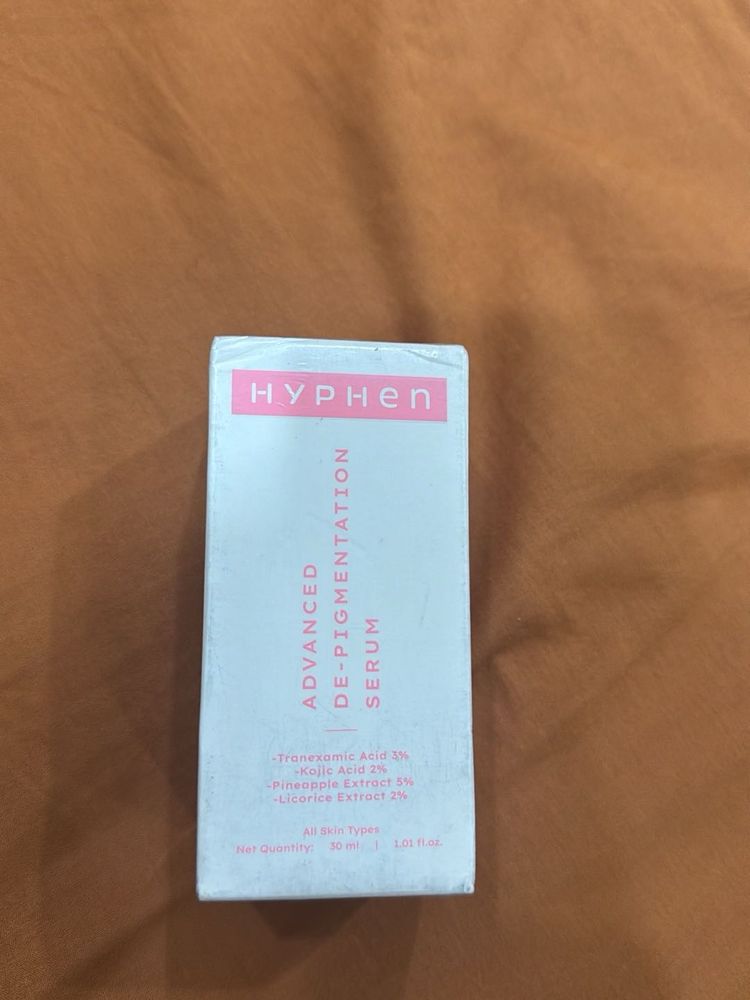 HYPHEN
ADVANCED
DE-PIGMENTATION
SERUM
-Tranexamic Acid 3%
-Kojic Acid 2%
-Pineapple Extract 5%
-Licorice Extract 2%
All Skin Types
Net Quantity: 30 ml | 1.01 fl.oz.